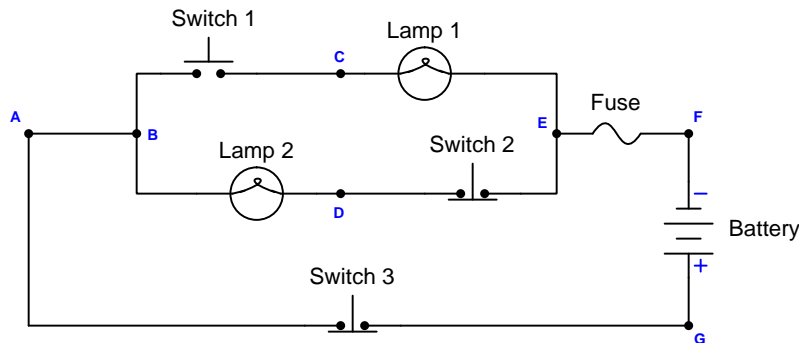 Switch 1
Lamp 1
C
A
B
E
Fuse
F
Lamp 2
Switch 2
D
−
Battery
+
Switch 3
G